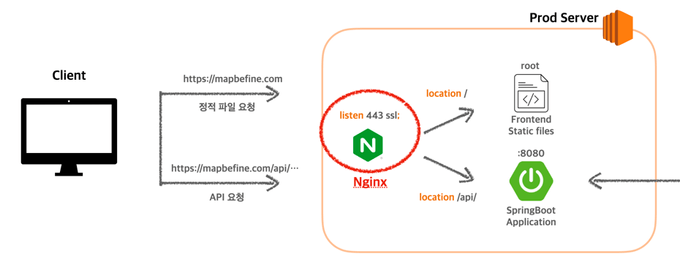 Prod Server
Client
https://mapbefine.com
정적 파일 요청
https://mapbefine.com/api/…
API 요청
listen 443 ssl;
N
Nginx
location /
location /api/
root
</>
Frontend
Static files
:8080
SpringBoot
Application